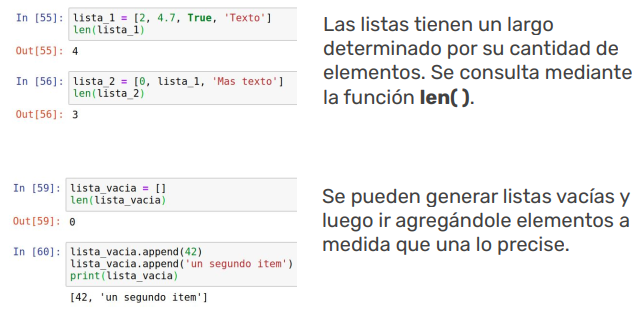 In [55]: lista_1 = [2, 4.7, True, 'Texto']
len(lista_1)
Out[55]: 4
In [56]: lista_2 = [0, lista_1, 'Mas texto']
len(lista_2)
Out[56]: 3
Las listas tienen un largo
determinado por su cantidad de
elementos. Se consulta mediante
la función len( ).
In [59]: lista_vacia = []
len(lista_vacia)
Out[59]: 0
In [60]: lista_vacia.append(42)
lista_vacia.append('un segundo item')
print(lista_vacia)
[42, 'un segundo item']
Se pueden generar listas vacías y
luego ir agregándole elementos a
medida que una lo precise.